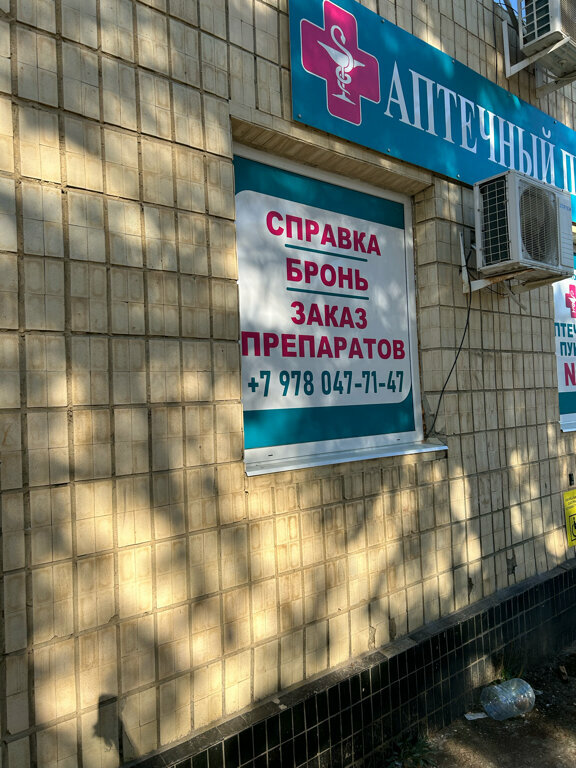 АПТЕЧНЫЙ
СПРАВКА
БРОНЬ
ЗАКАЗ
ПРЕПАРАТОВ
+7 978 047-71-47